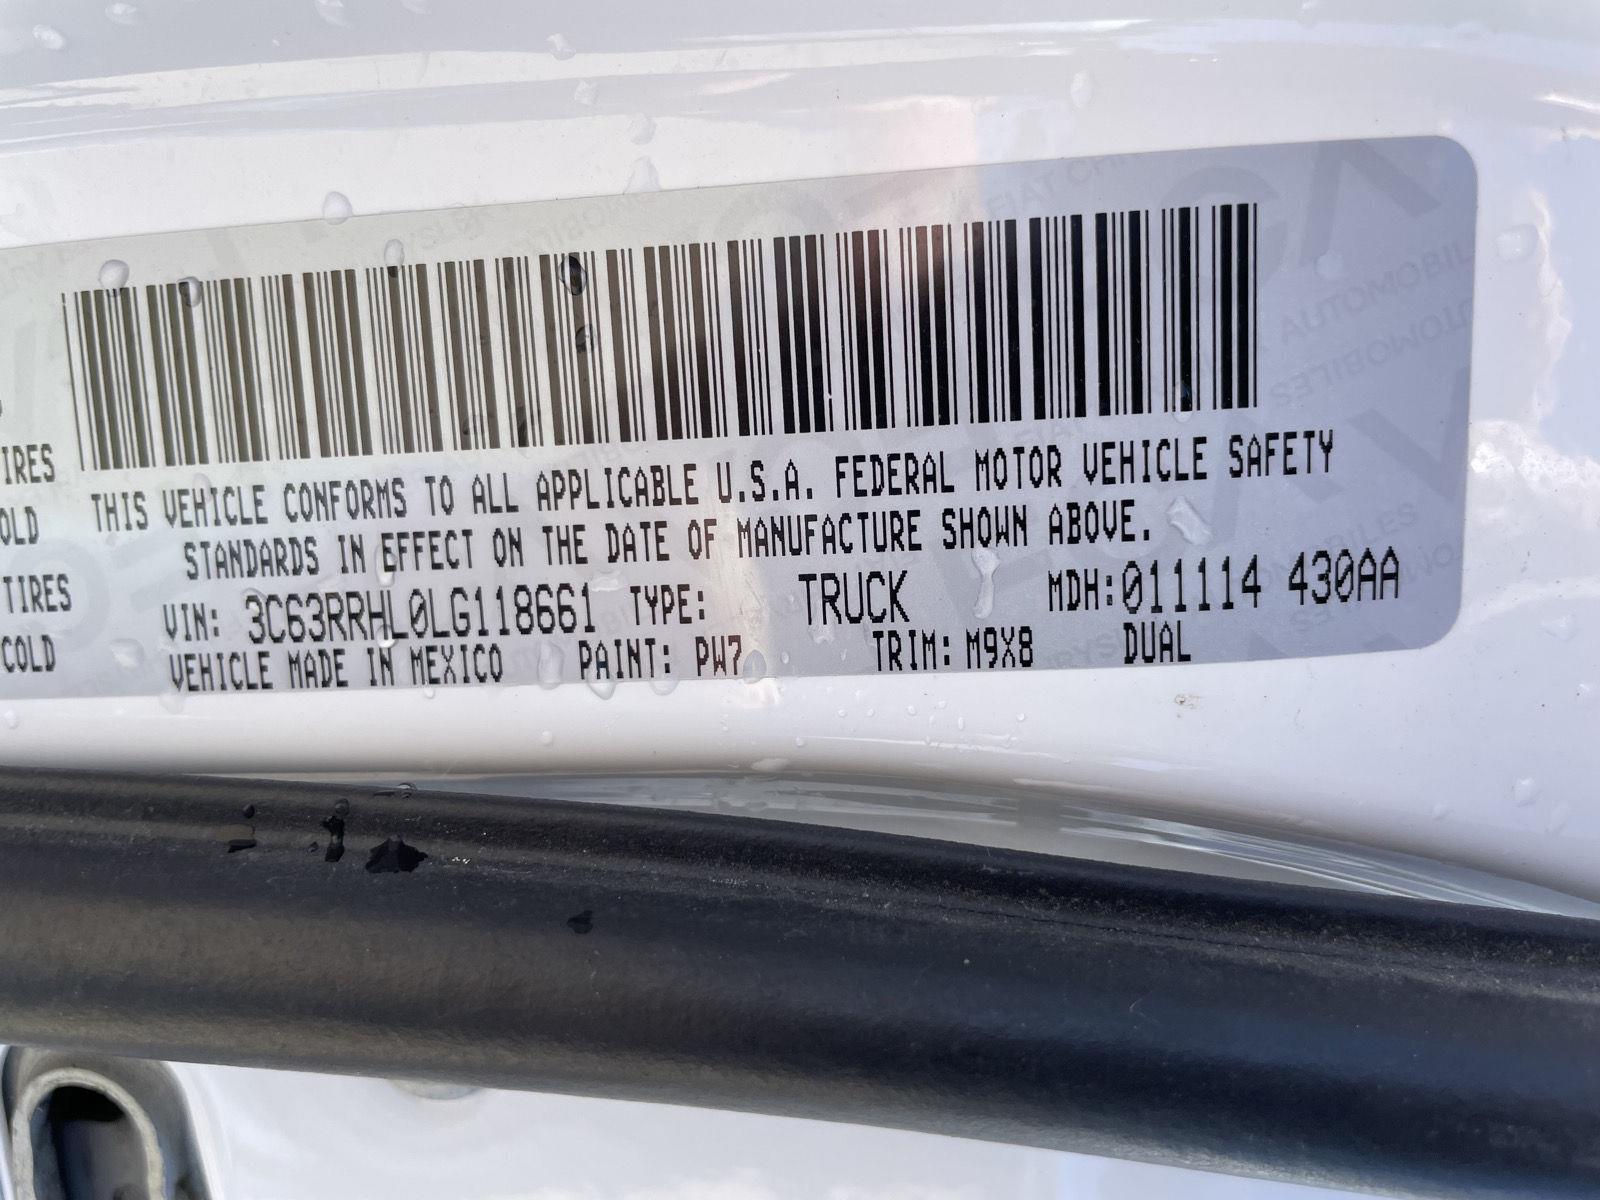 IRES
OLD
TIRES
COLD
THIS VEHICLE CONFORMS TO ALL APPLICABLE U.S.A. FEDERAL MOTOR VEHICLE SAFETY
STANDARDS IN EFFECT ON THE DATE OF MANUFACTURE SHOWN ABOVE.
VIN: 3C63RRHL0LG118661 TYPE: TRUCK MDH:011114 430AA
VEHICLE MADE IN MEXICO PAINT: PW7 TRIM: M9X8 DUAL